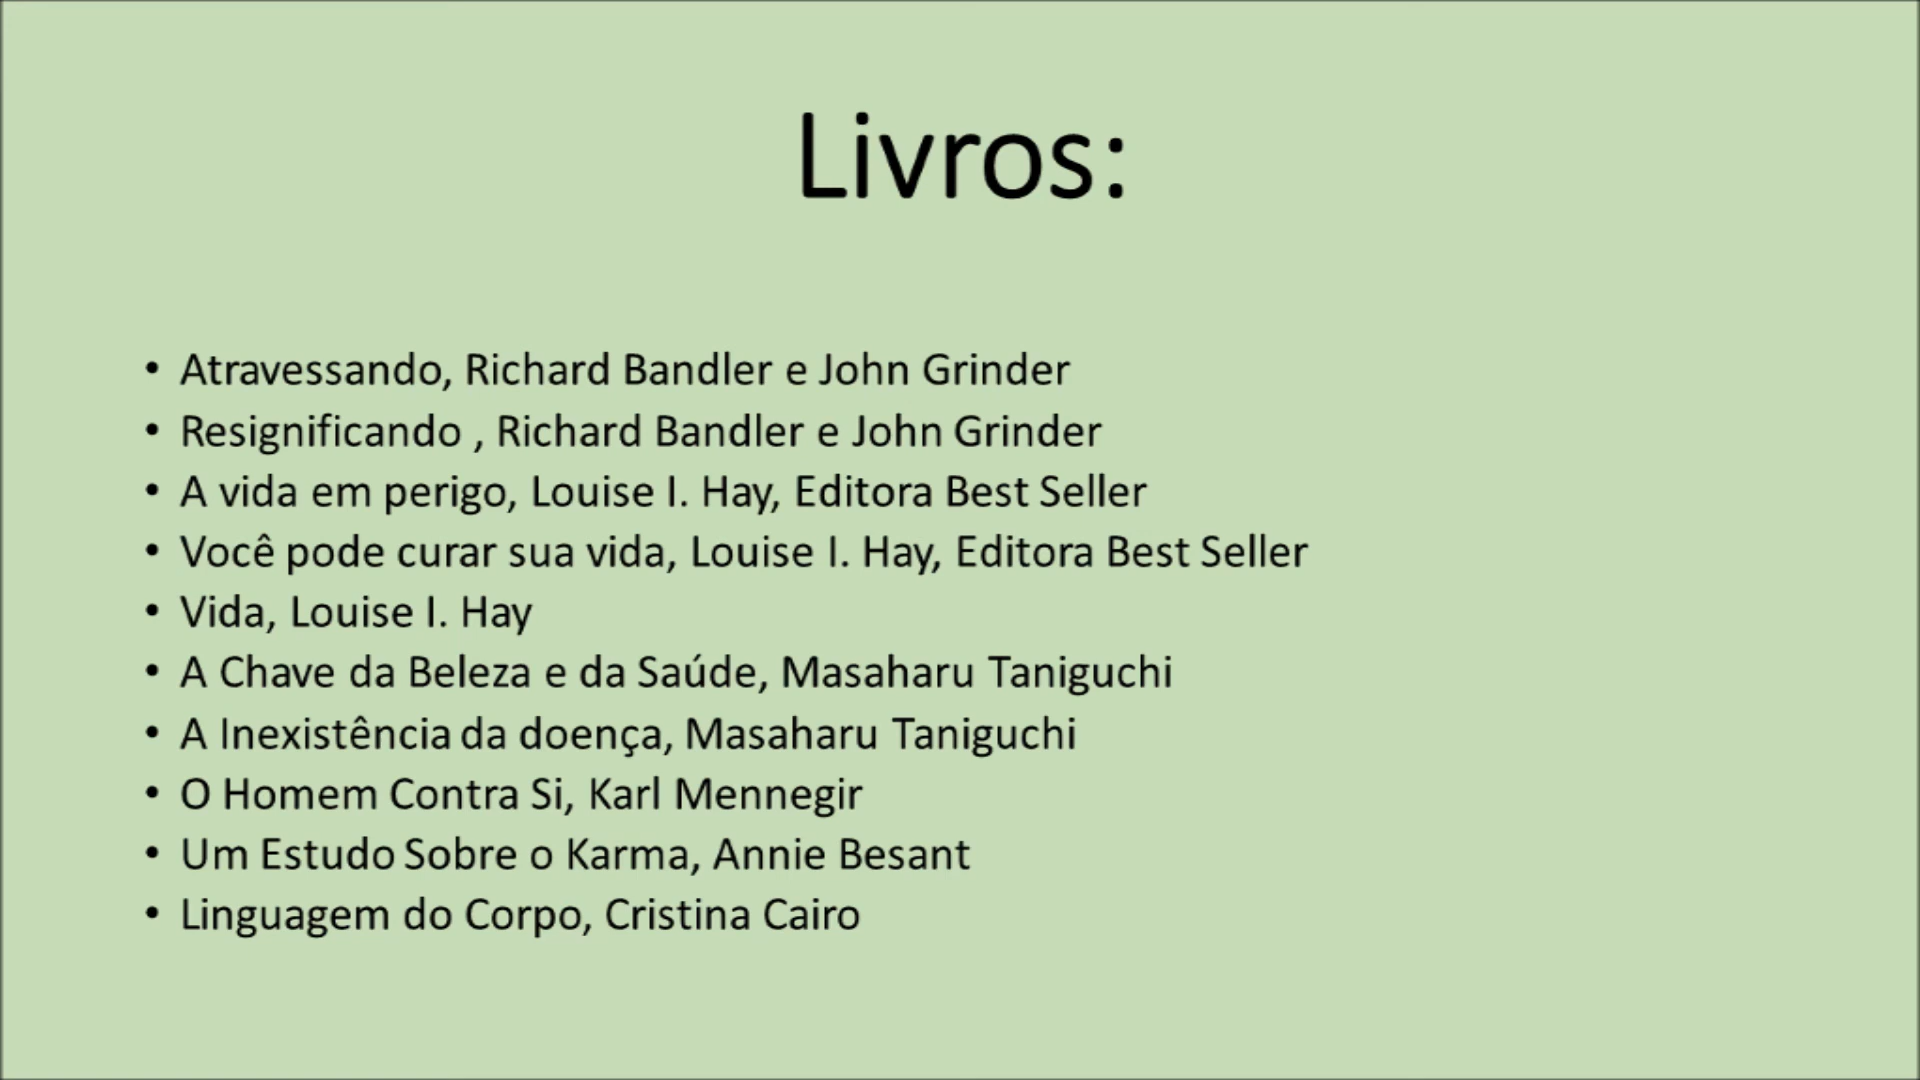 Livros:
• Atravessando, Richard Bandler e John Grinder
• Resignificando , Richard Bandler e John Grinder
• A vida em perigo, Louise I. Hay, Editora Best Seller
• Você pode curar sua vida, Louise I. Hay, Editora Best Seller
• Vida, Louise I. Hay
• A Chave da Beleza e da Saúde, Masaharu Taniguchi
• A Inexistência da doença, Masaharu Taniguchi
• O Homem Contra Si, Karl Mennegir
• Um Estudo Sobre o Karma, Annie Besant
• Linguagem do Corpo, Cristina Cairo